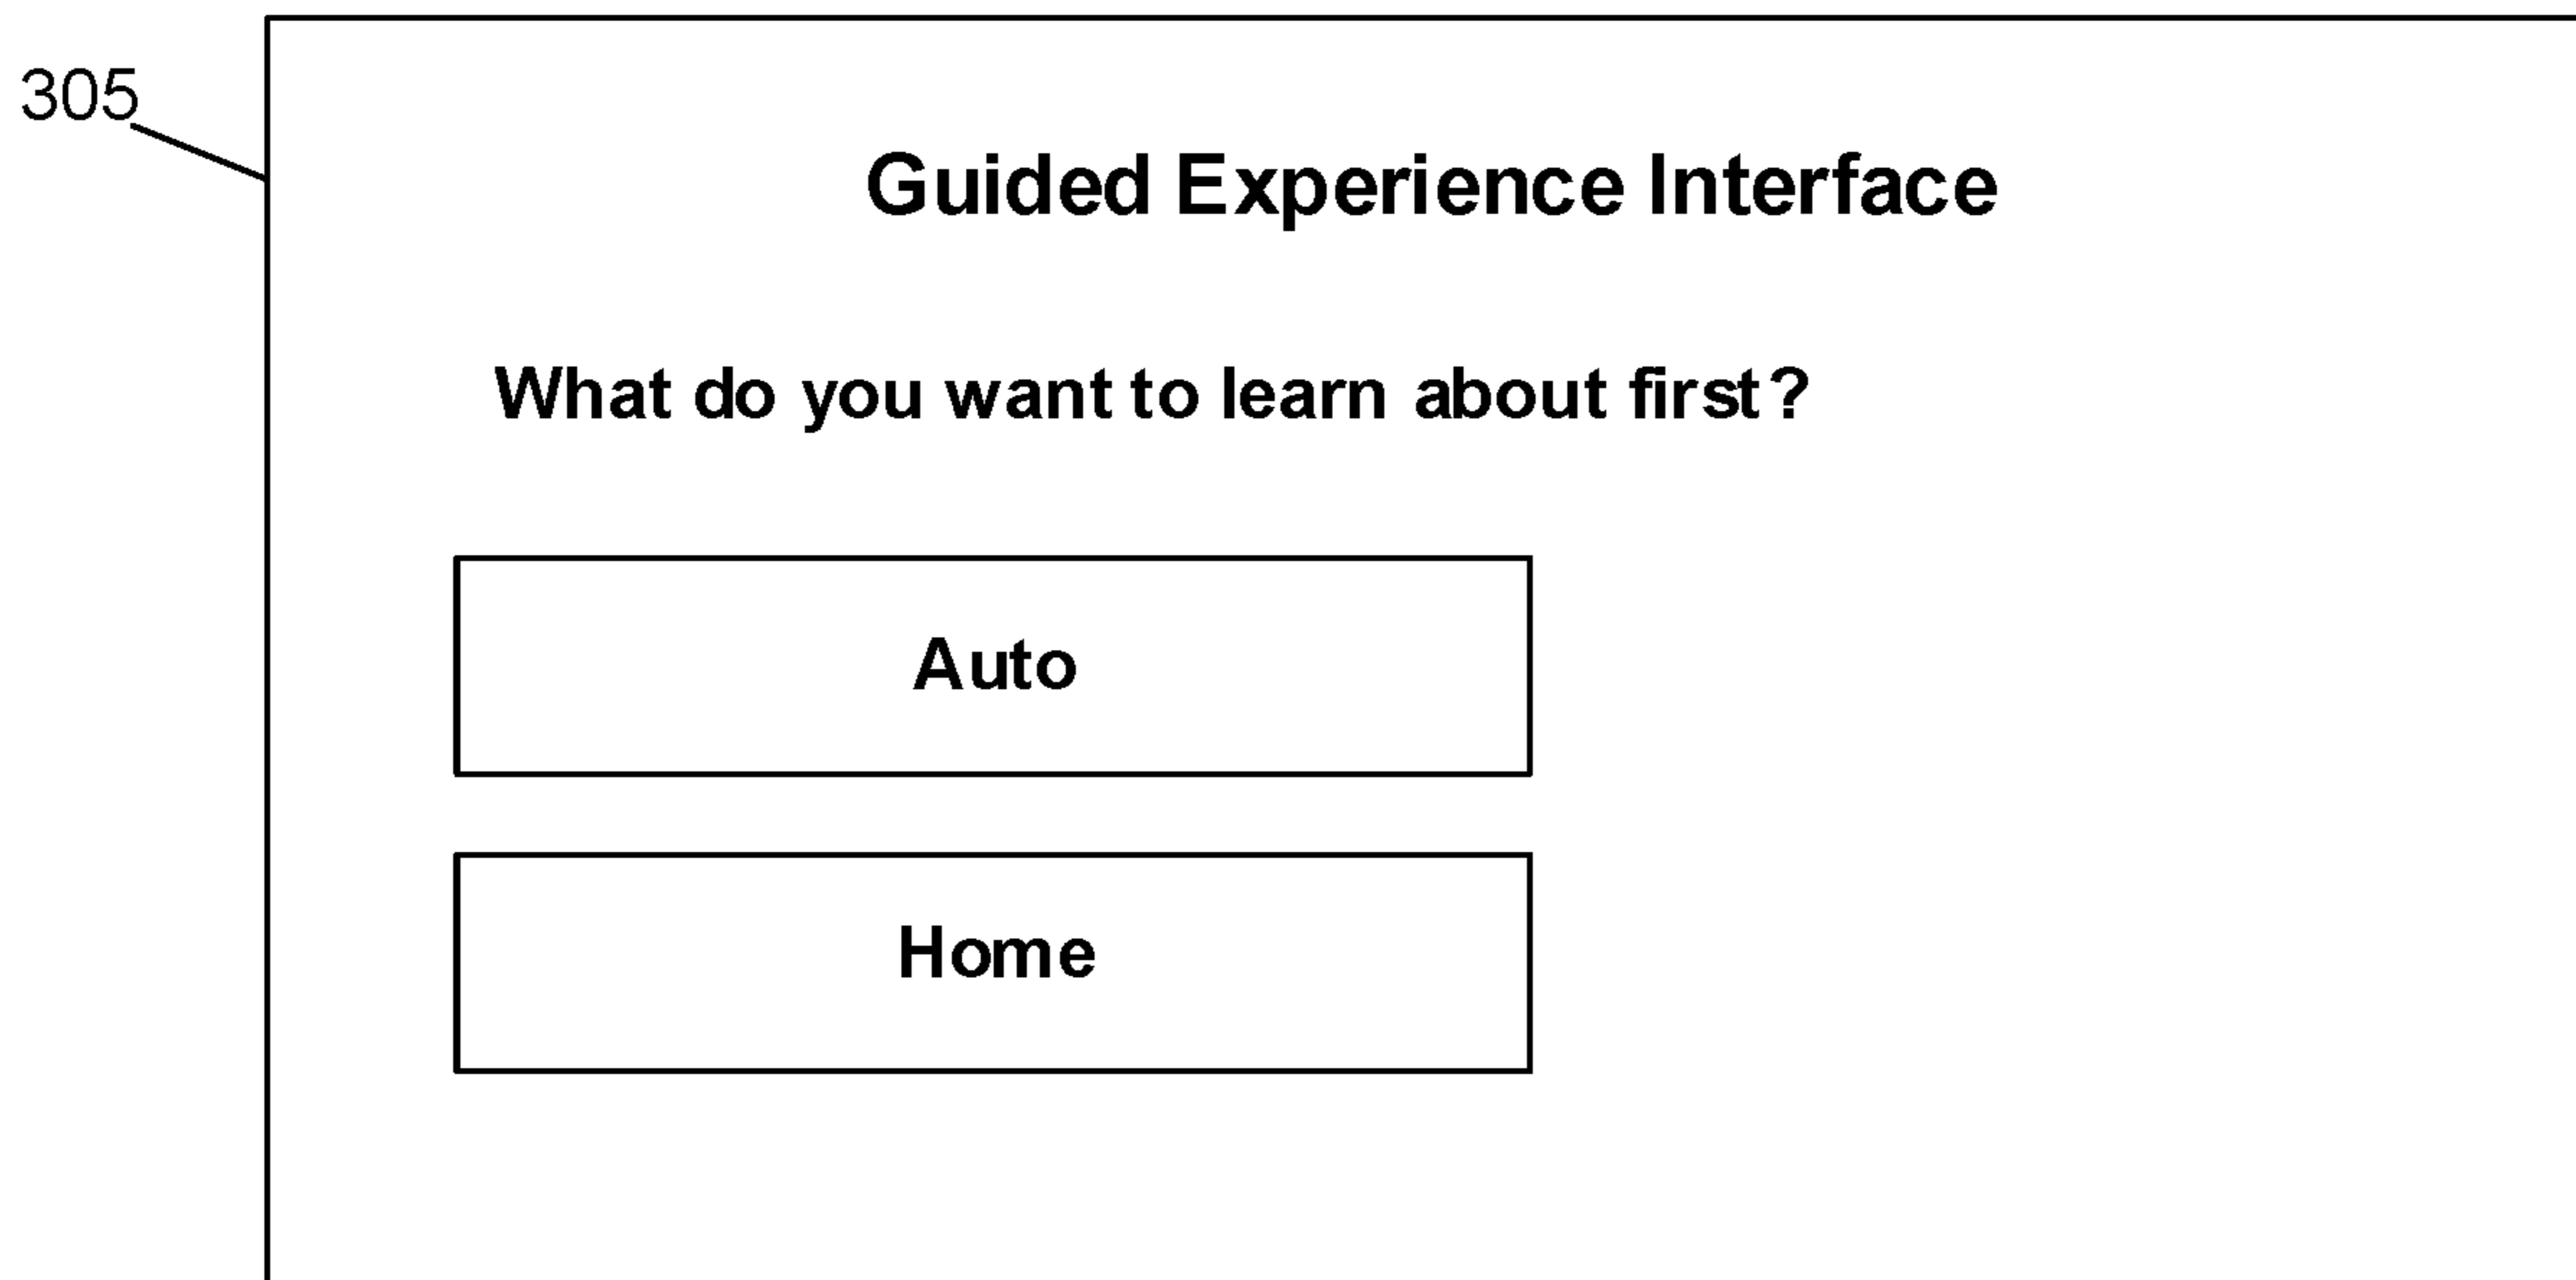 305
Guided Experience Interface
What do you want to learn about first?
Auto
Home